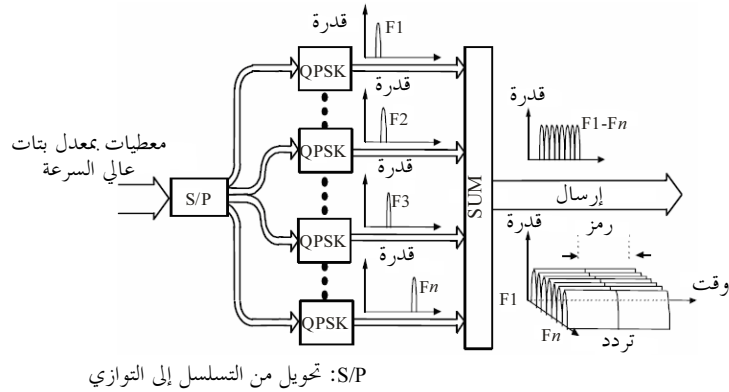 قدرة
F1
QPSK
قدرة
F2
QPSK
قدرة
F1-Fn
معطيات بمعدل بتات
عالي السرعة
S/P
SUM
إرسال
قدرة
F3
QPSK
قدرة
رمز
وقت
F1
Fn
تردد
قدرة
Fn
QPSK
S/P: تحويل من التسلسل إلى التوازي